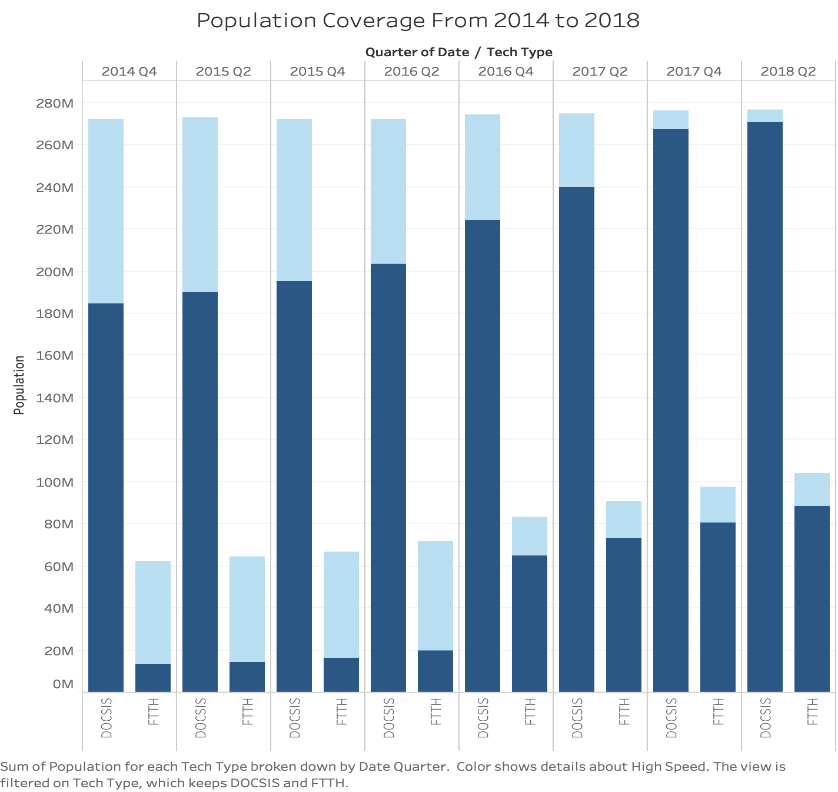 Population Coverage From 2014 to 2018
Quarter of Date / Tech Type
2014 Q4 2015 Q2 2015 Q4 2016 Q2 2016 Q4 2017 Q2 2017 Q4 2018 Q2
280M
260M
240M
220M
200M
180M
160M
140M
120M
100M
80M
60M
40M
20M
0M
Population
DOCSIS FTTH DOCSIS FTTH DOCSIS FTTH DOCSIS FTTH DOCSIS FTTH DOCSIS FTTH DOCSIS FTTH DOCSIS FTTH
Sum of Population for each Tech Type broken down by Date Quarter. Color shows details about High Speed. The view is
filtered on Tech Type, which keeps DOCSIS and FTTH.